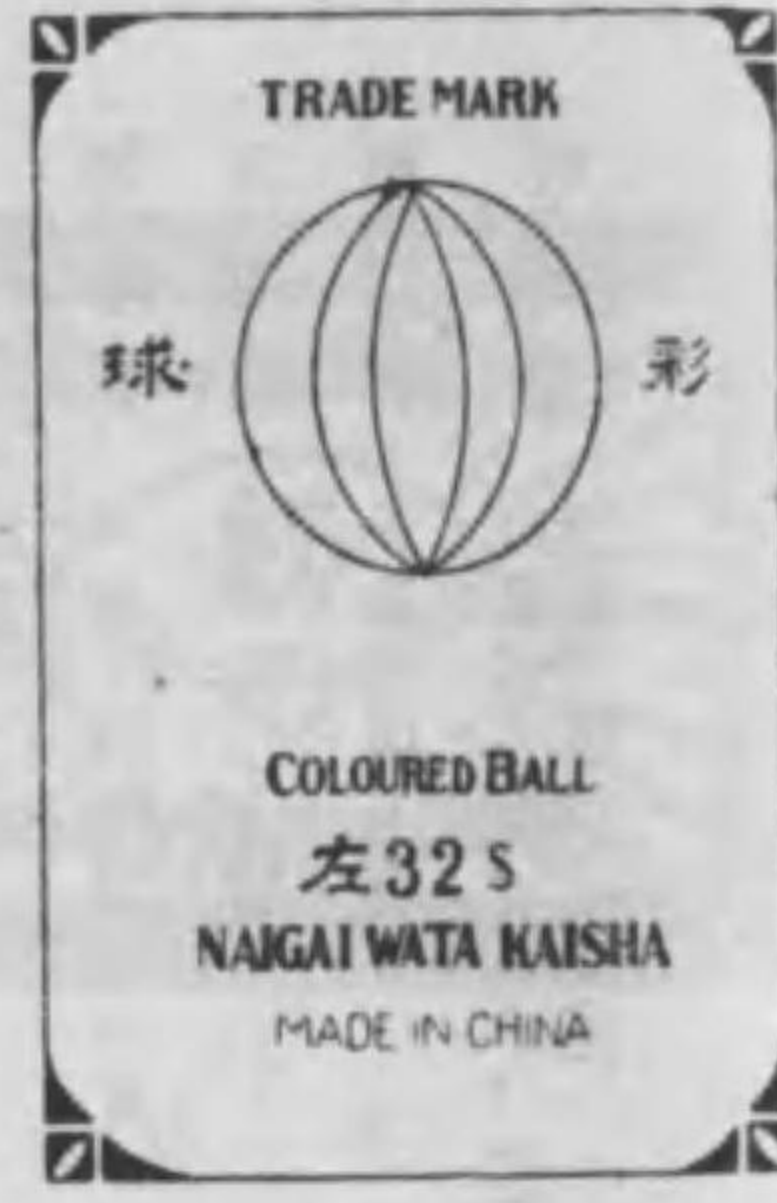 TRADE MARK
彩球
COLOURED BALL
左32S
NAIGAI WATA KAISHA
MADE IN CHINA